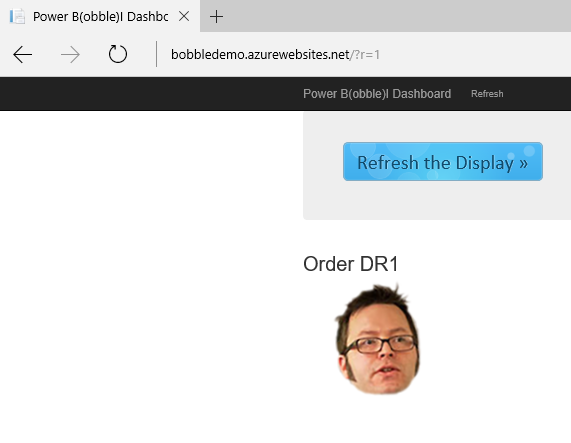 Power B(obble)I Dashbo
bobbledemo.azurewebsites.net/?r=1
Power B(obble)I Dashboard Refresh
Refresh the Display »
Order DR1